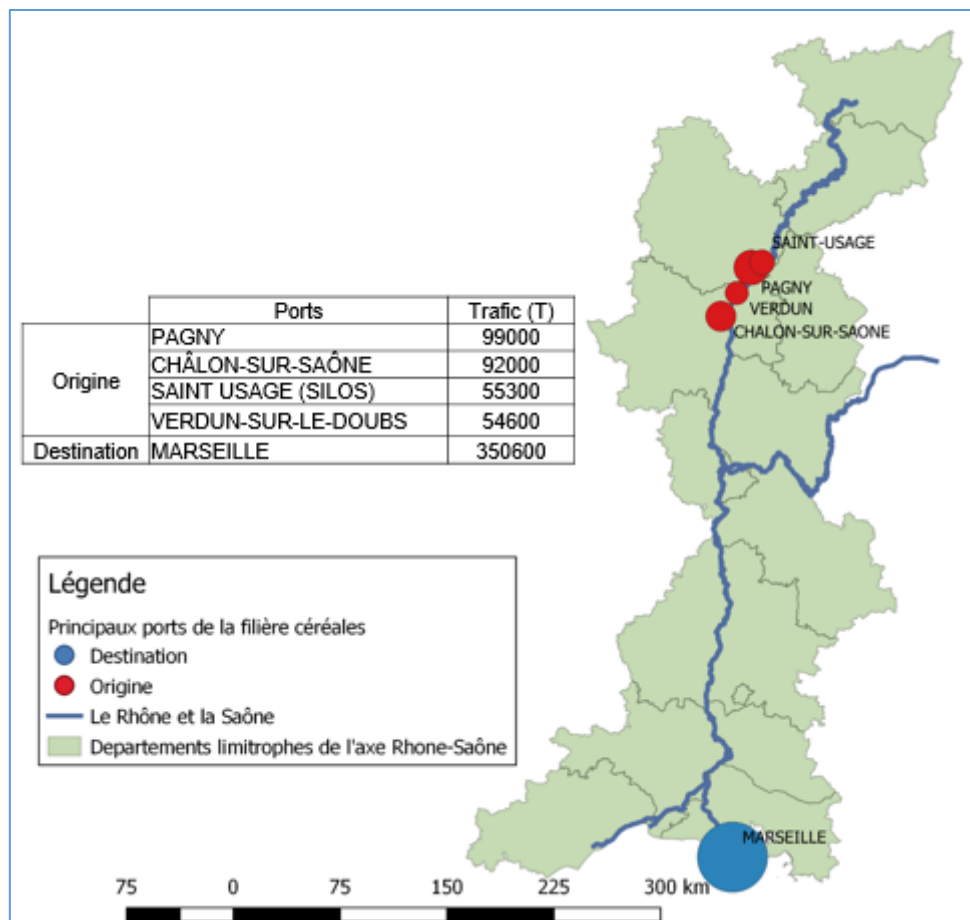 SAINT-USAGE
PAGNY
VERDUN
CHALON-SUR-SAONE
Ports Trafic (T)
Origine
PAGNY 99000
CHÂLON-SUR-SAÔNE 92000
SAINT USAGE (SILOS) 55300
VERDUN-SUR-LE-DOUBS 54600
Destination MARSEILLE 350600
Légende
Principaux ports de la filière céréales
Destination
Origine
Le Rhône et la Saône
Departements limitrophes de l'axe Rhone-Saône
MARSEILLE
75 0 75 150 225 300 km